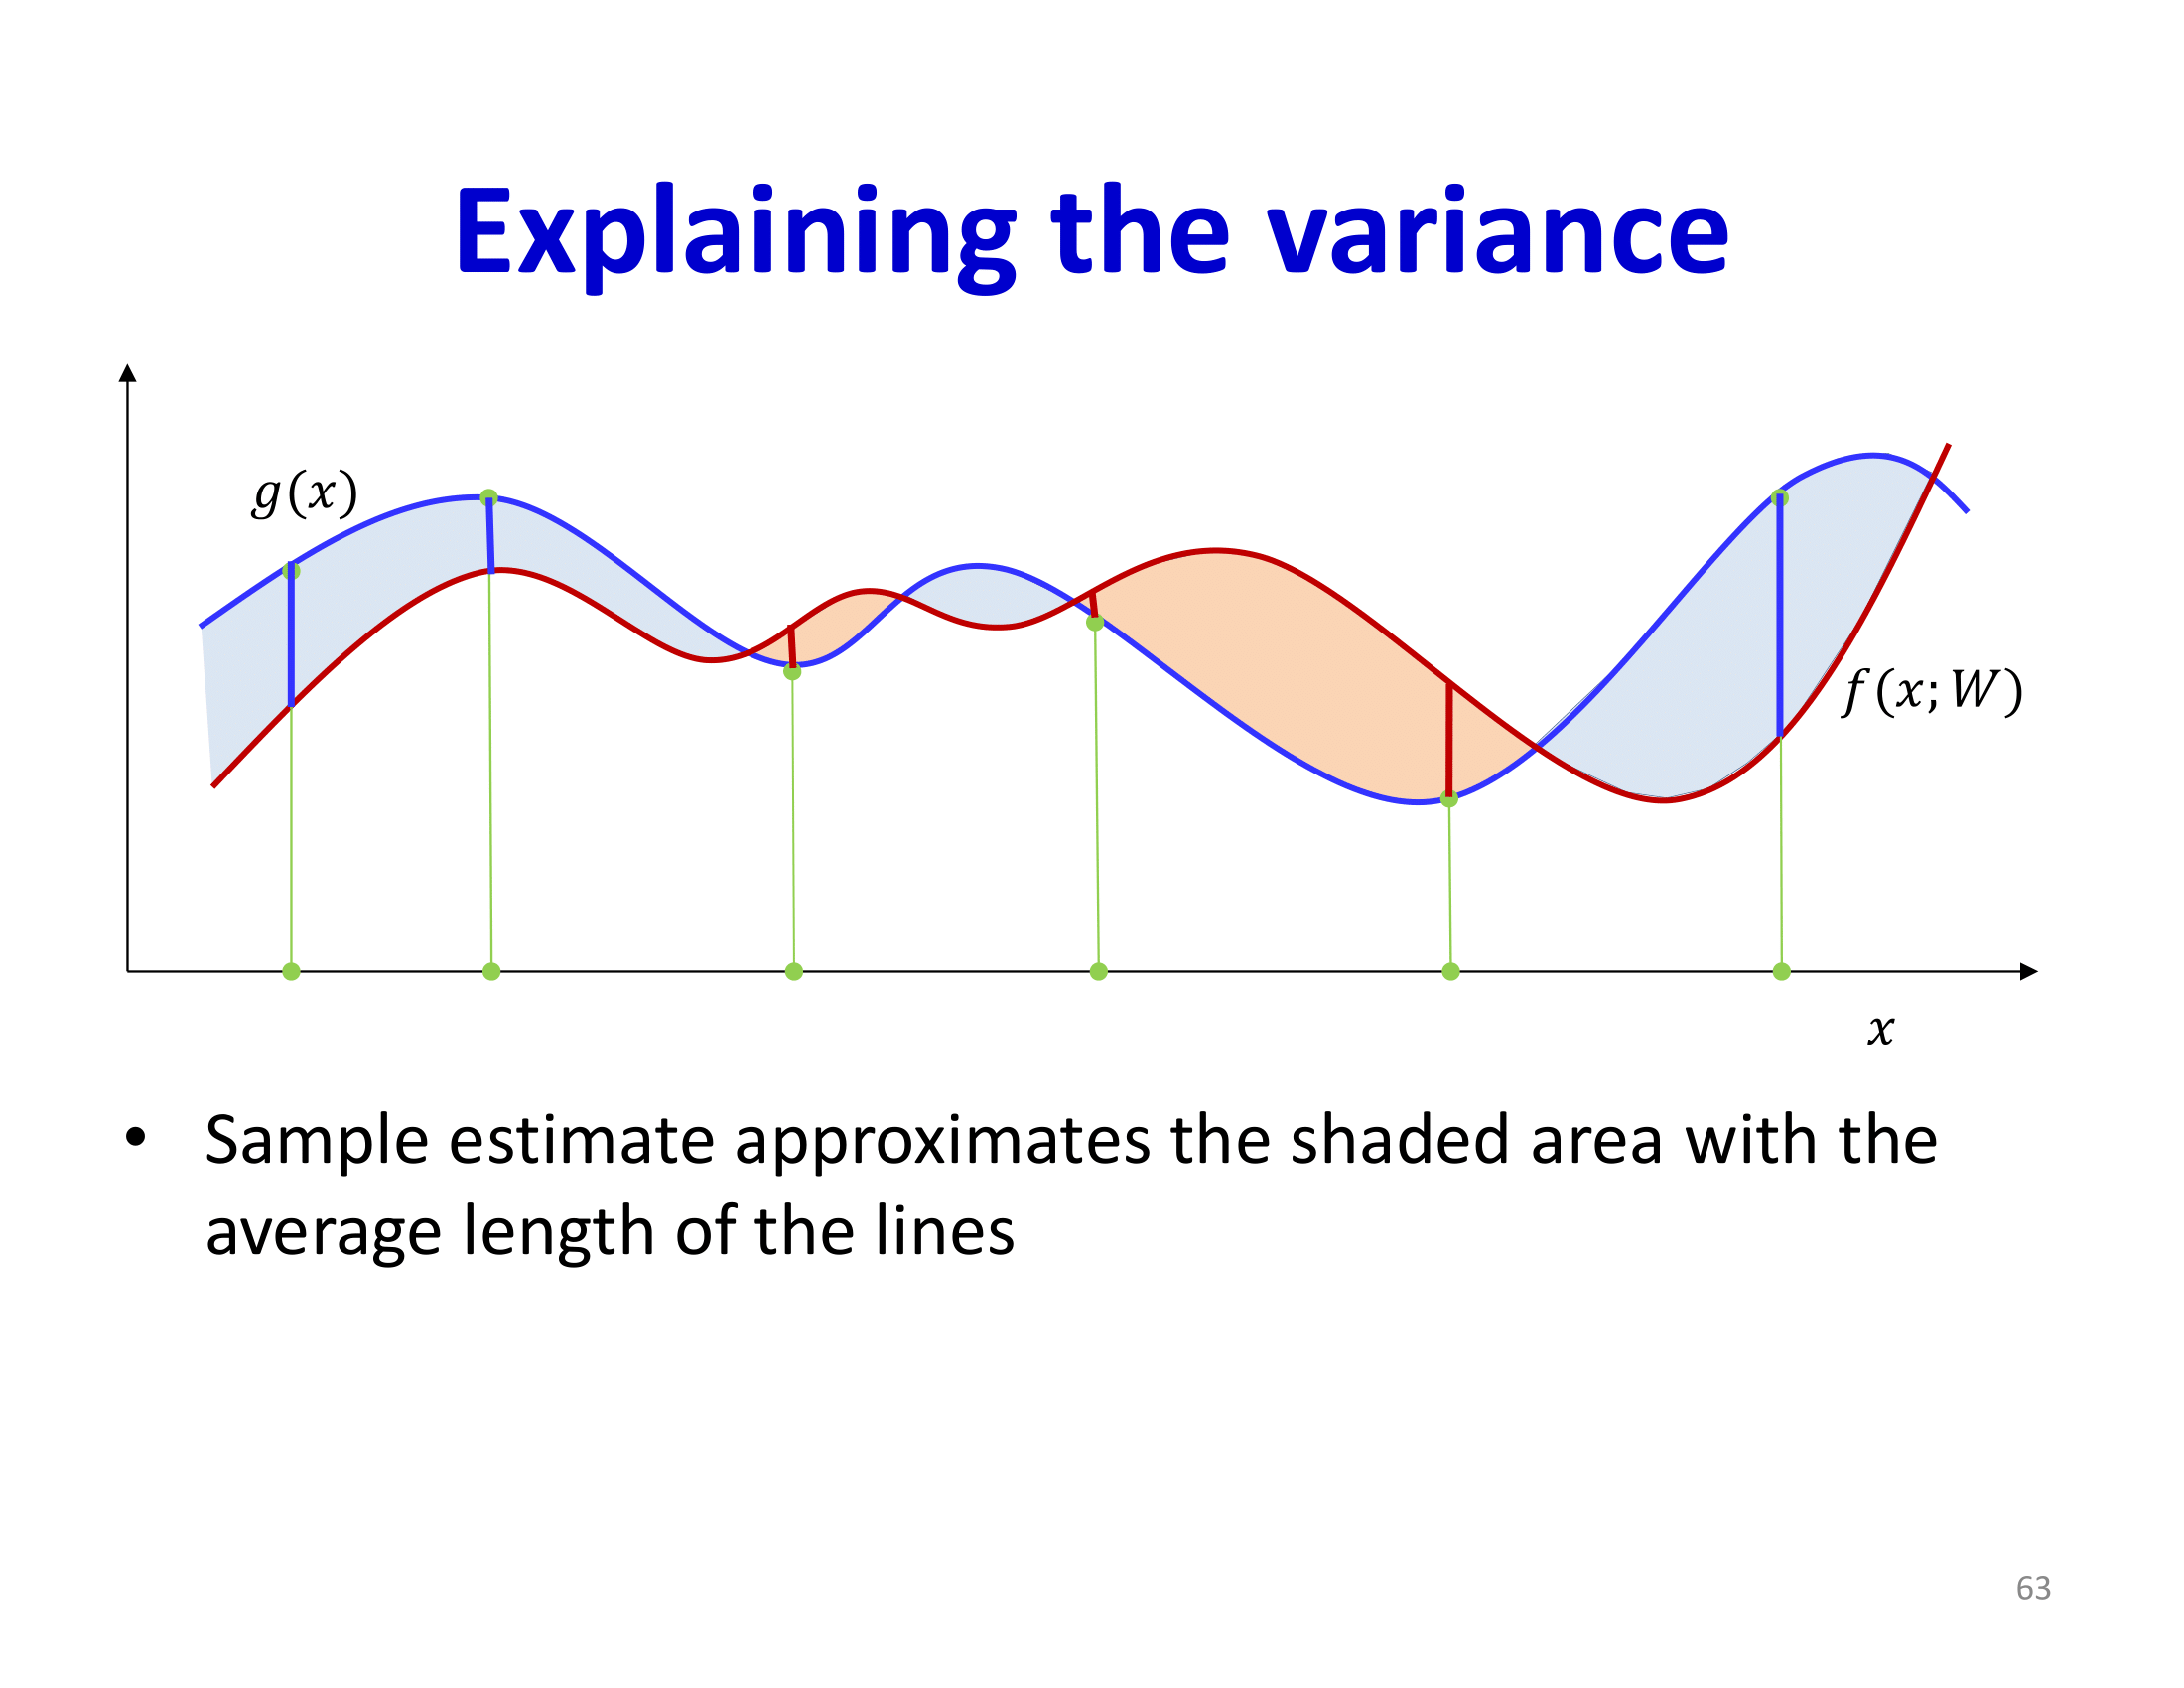 Explaining the variance
g(x)
f(x;W)
x
• Sample estimate approximates the shaded area with the
average length of the lines
63